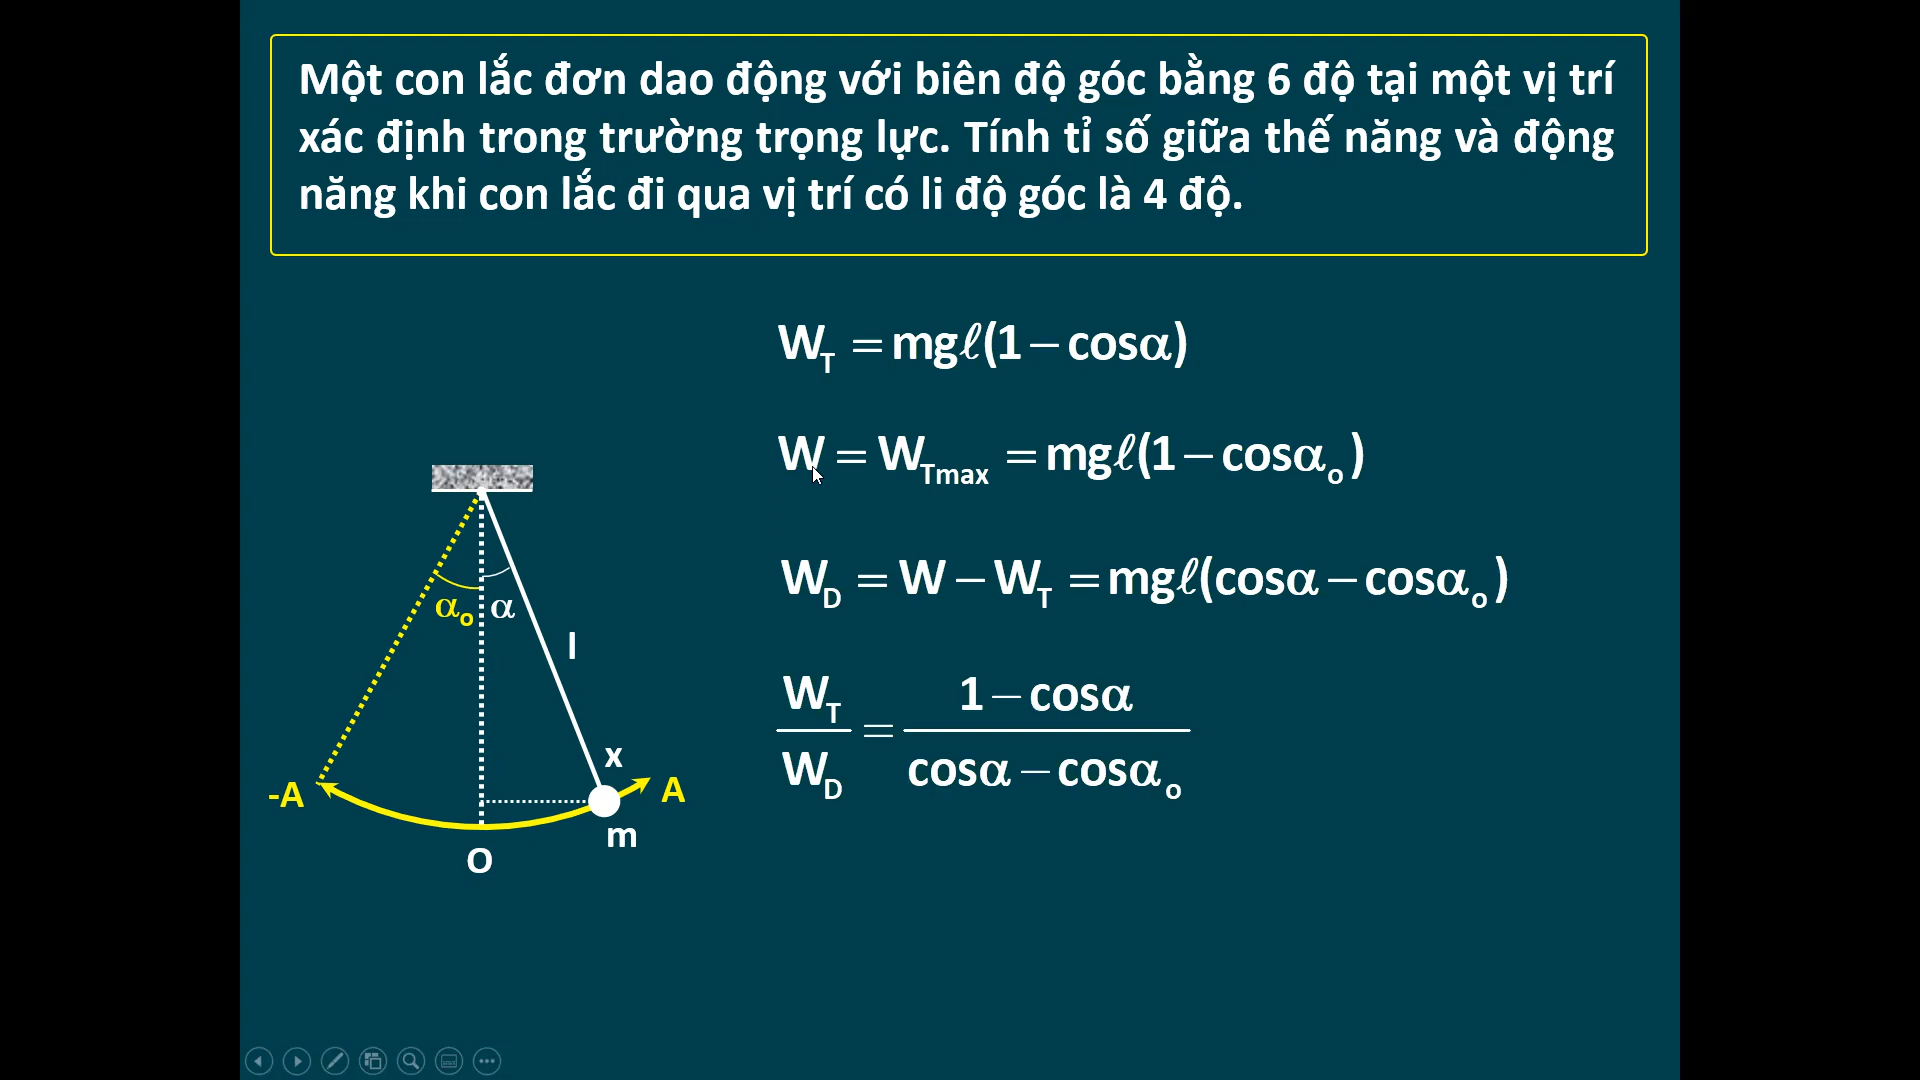 Một con lắc đơn dao động với biên độ góc bằng 6 độ tại một vị trí
xác định trong trường trọng lực. Tính tỉ số giữa thế năng và động
năng khi con lắc đi qua vị trí có li độ góc là 4 độ.
W_T = mgℓ(1 − cosα)
W = W_Tmax = mgℓ(1 − cosα_o)
W_D = W − W_T = mgℓ(cosα − cosα_o)
W_T / W_D = (1 − cosα) / (cosα − cosα_o)
α_o α
l
x
-A
A
m
O